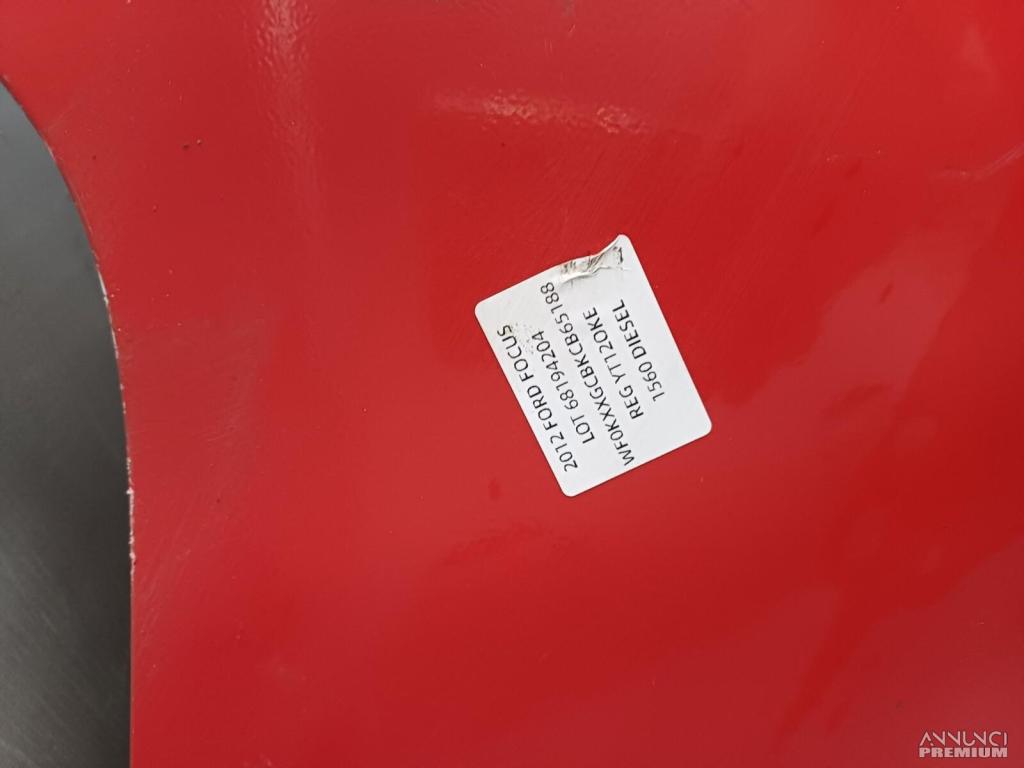 2012 FORD FOCUS
LOT 68194204
WF0KXXGCBKCB65188
REG YT12OKE
1560 DIESEL
ANNUNCI
PREMIUM